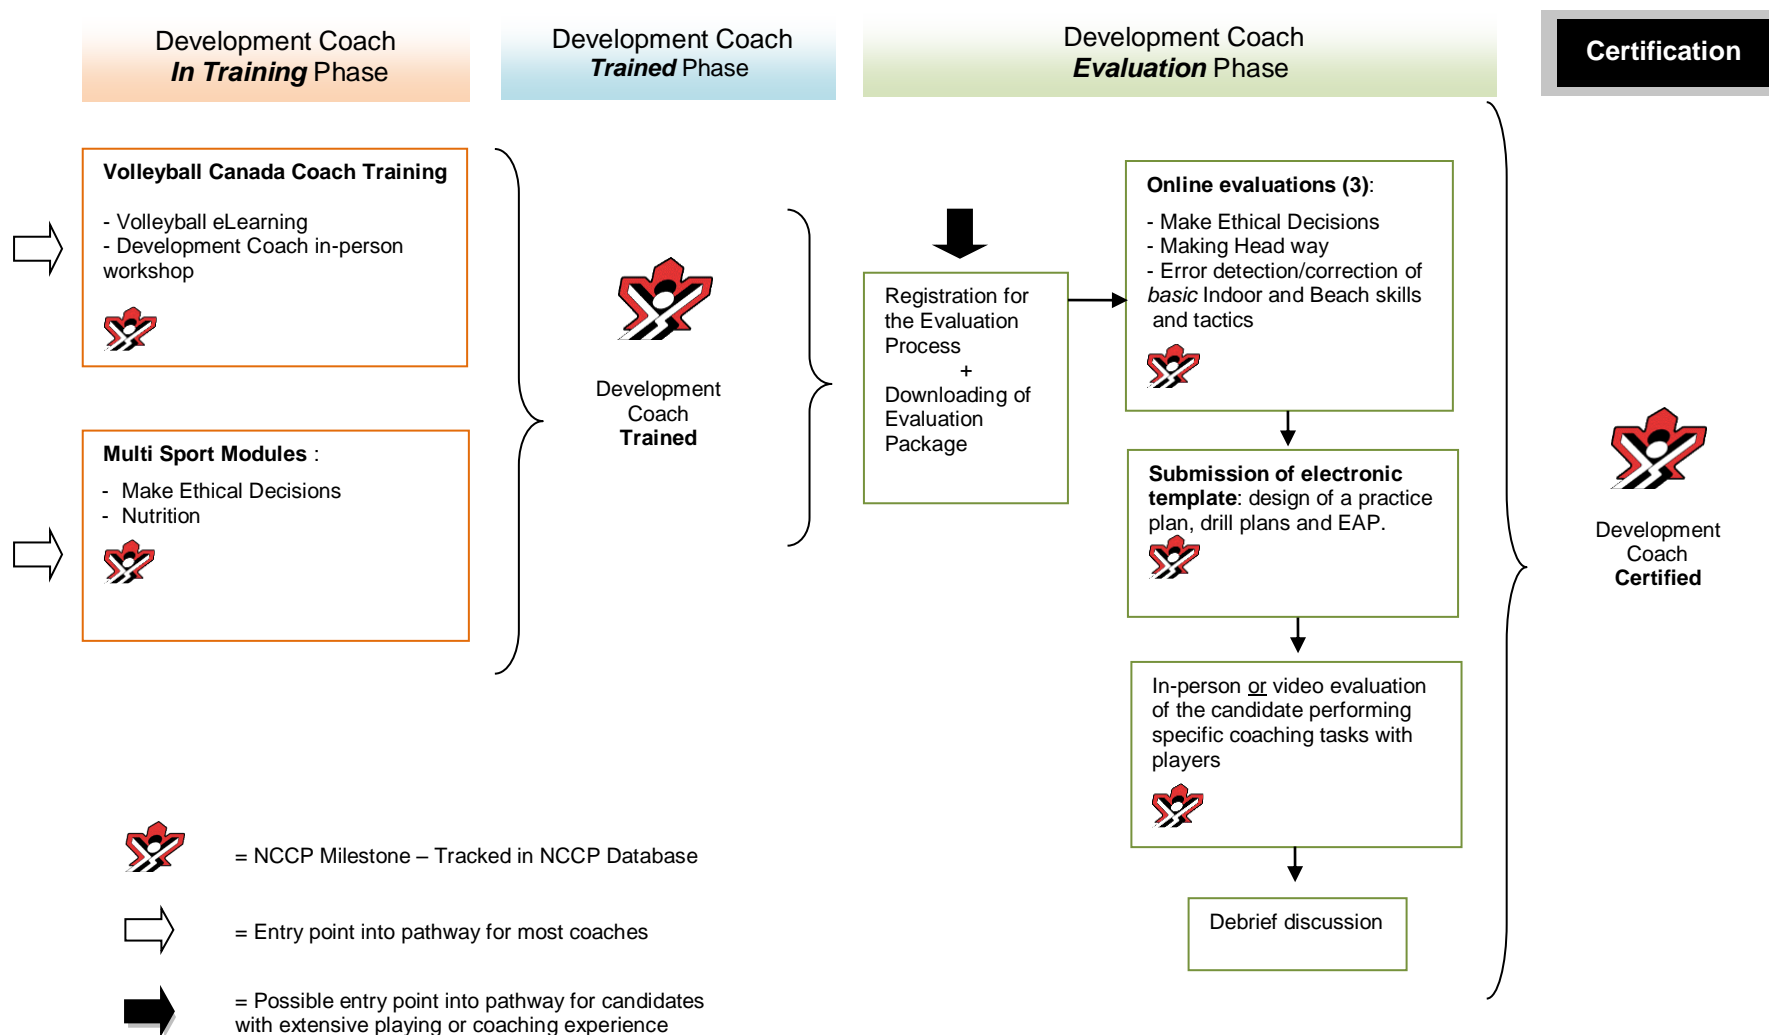 Development Coach
In Training Phase
Development Coach
Trained Phase
Development Coach
Evaluation Phase
Certification
Volleyball Canada Coach Training
- Volleyball eLearning
- Development Coach in-person
workshop
Multi Sport Modules :
- Make Ethical Decisions
- Nutrition
Development
Coach
Trained
Registration for
the Evaluation
Process
+
Downloading of
Evaluation
Package
Online evaluations (3):
- Make Ethical Decisions
- Making Head way
- Error detection/correction of
basic Indoor and Beach skills
and tactics
Submission of electronic
template: design of a practice
plan, drill plans and EAP.
In-person or video evaluation
of the candidate performing
specific coaching tasks with
players
Debrief discussion
Development
Coach
Certified
= NCCP Milestone – Tracked in NCCP Database
= Entry point into pathway for most coaches
= Possible entry point into pathway for candidates
with extensive playing or coaching experience